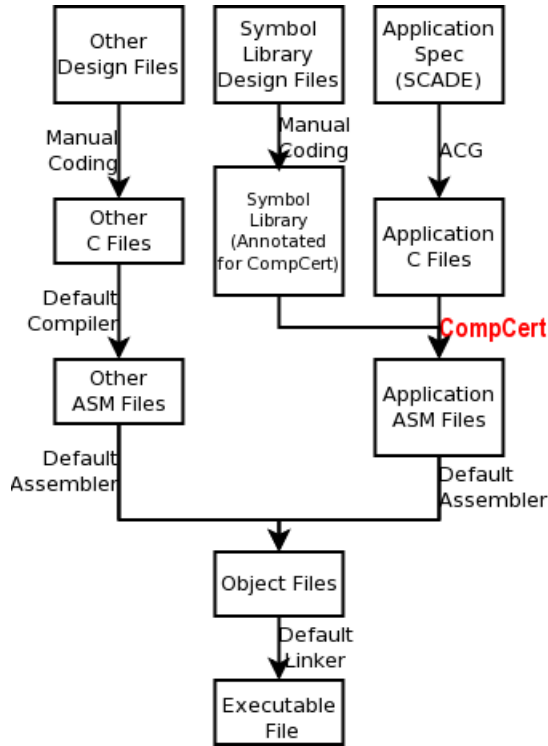 Other
Design Files
Symbol
Library
Design Files
Application
Spec
(SCADE)
Manual
Coding
Manual
Coding
ACG
Other
C Files
Symbol
Library
(Annotated
for CompCert)
Application
C Files
Default
Compiler
CompCert
Other
ASM Files
Application
ASM Files
Default
Assembler
Default
Assembler
Object Files
Default
Linker
Executable
File